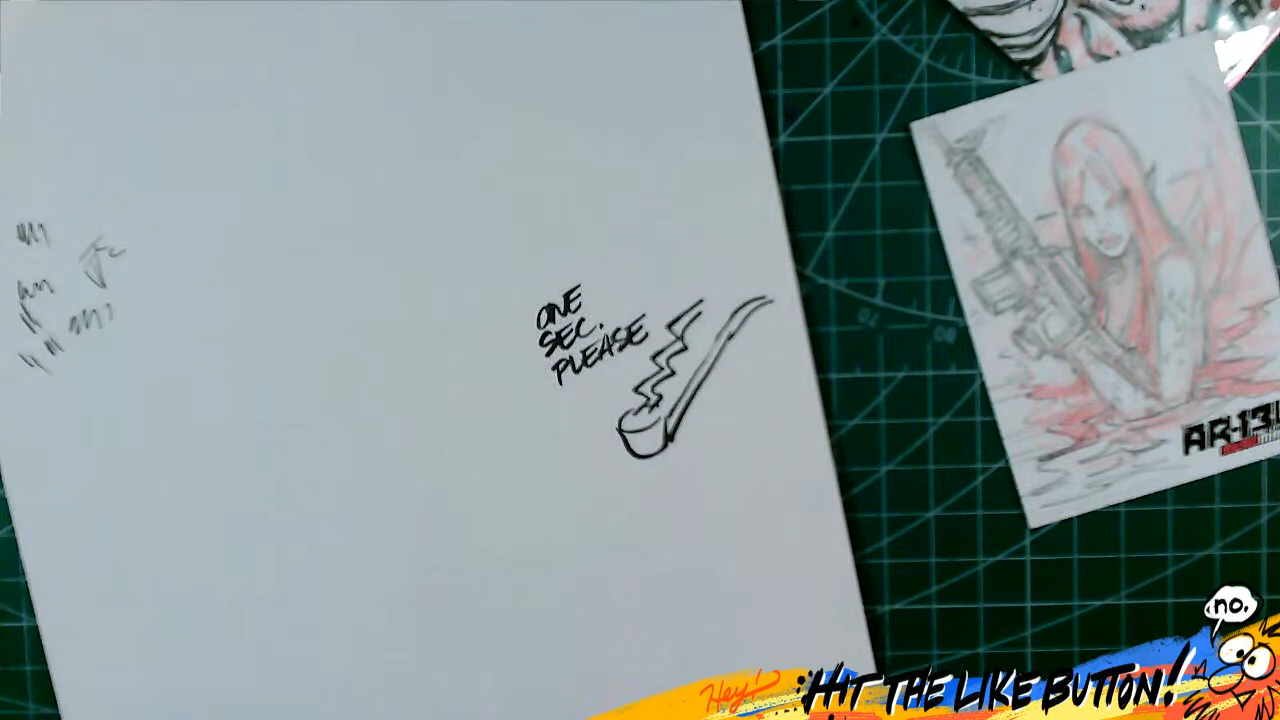 ONE
SEC.
PLEASE
AR-13
no.
Hey!
HIT THE LIKE BUTTON!